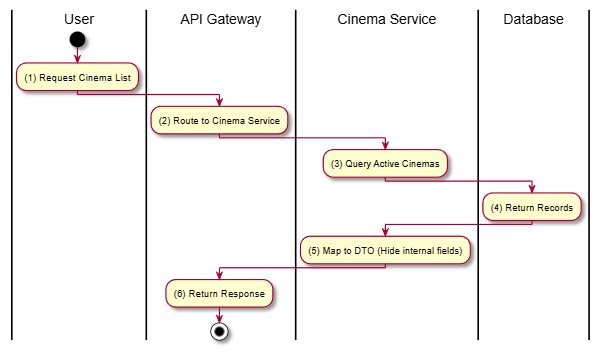 User
API Gateway
Cinema Service
Database
(1) Request Cinema List
(2) Route to Cinema Service
(3) Query Active Cinemas
(4) Return Records
(5) Map to DTO (Hide internal fields)
(6) Return Response